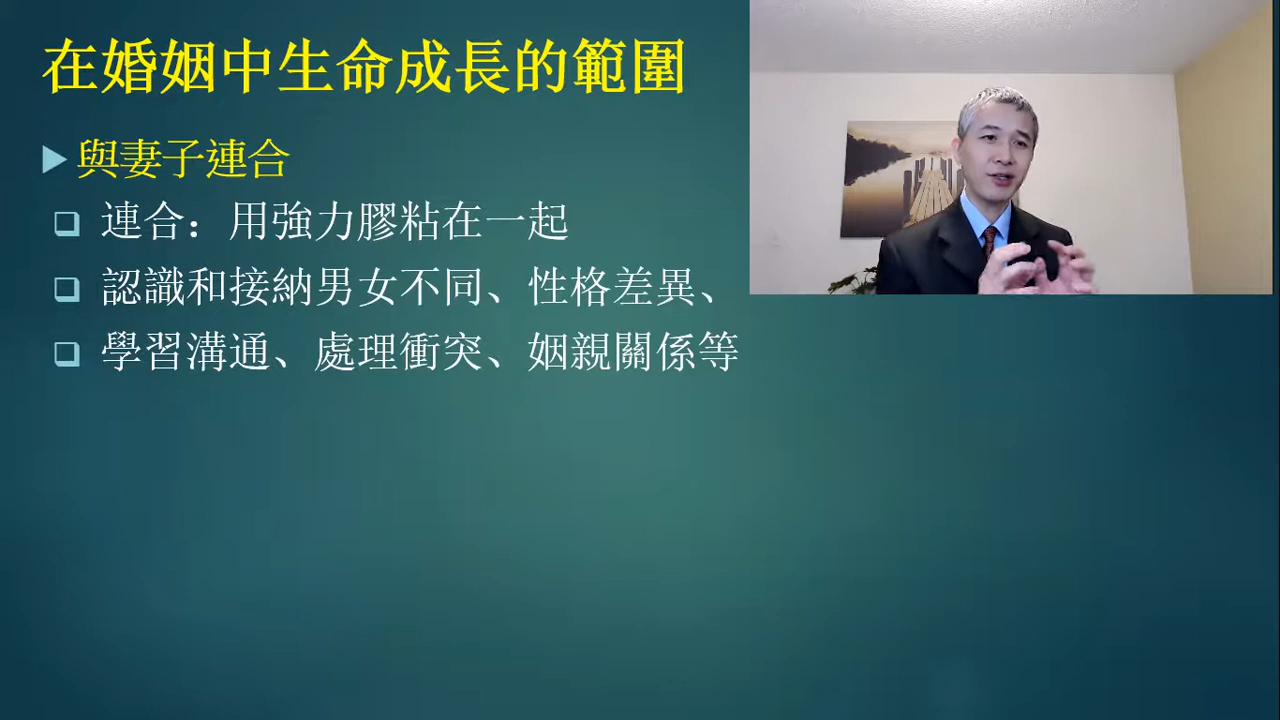 在婚姻中生命成長的範圍
與妻子連合
連合：用強力膠粘在一起
認識和接納男女不同、性格差異、
學習溝通、處理衝突、姻親關係等